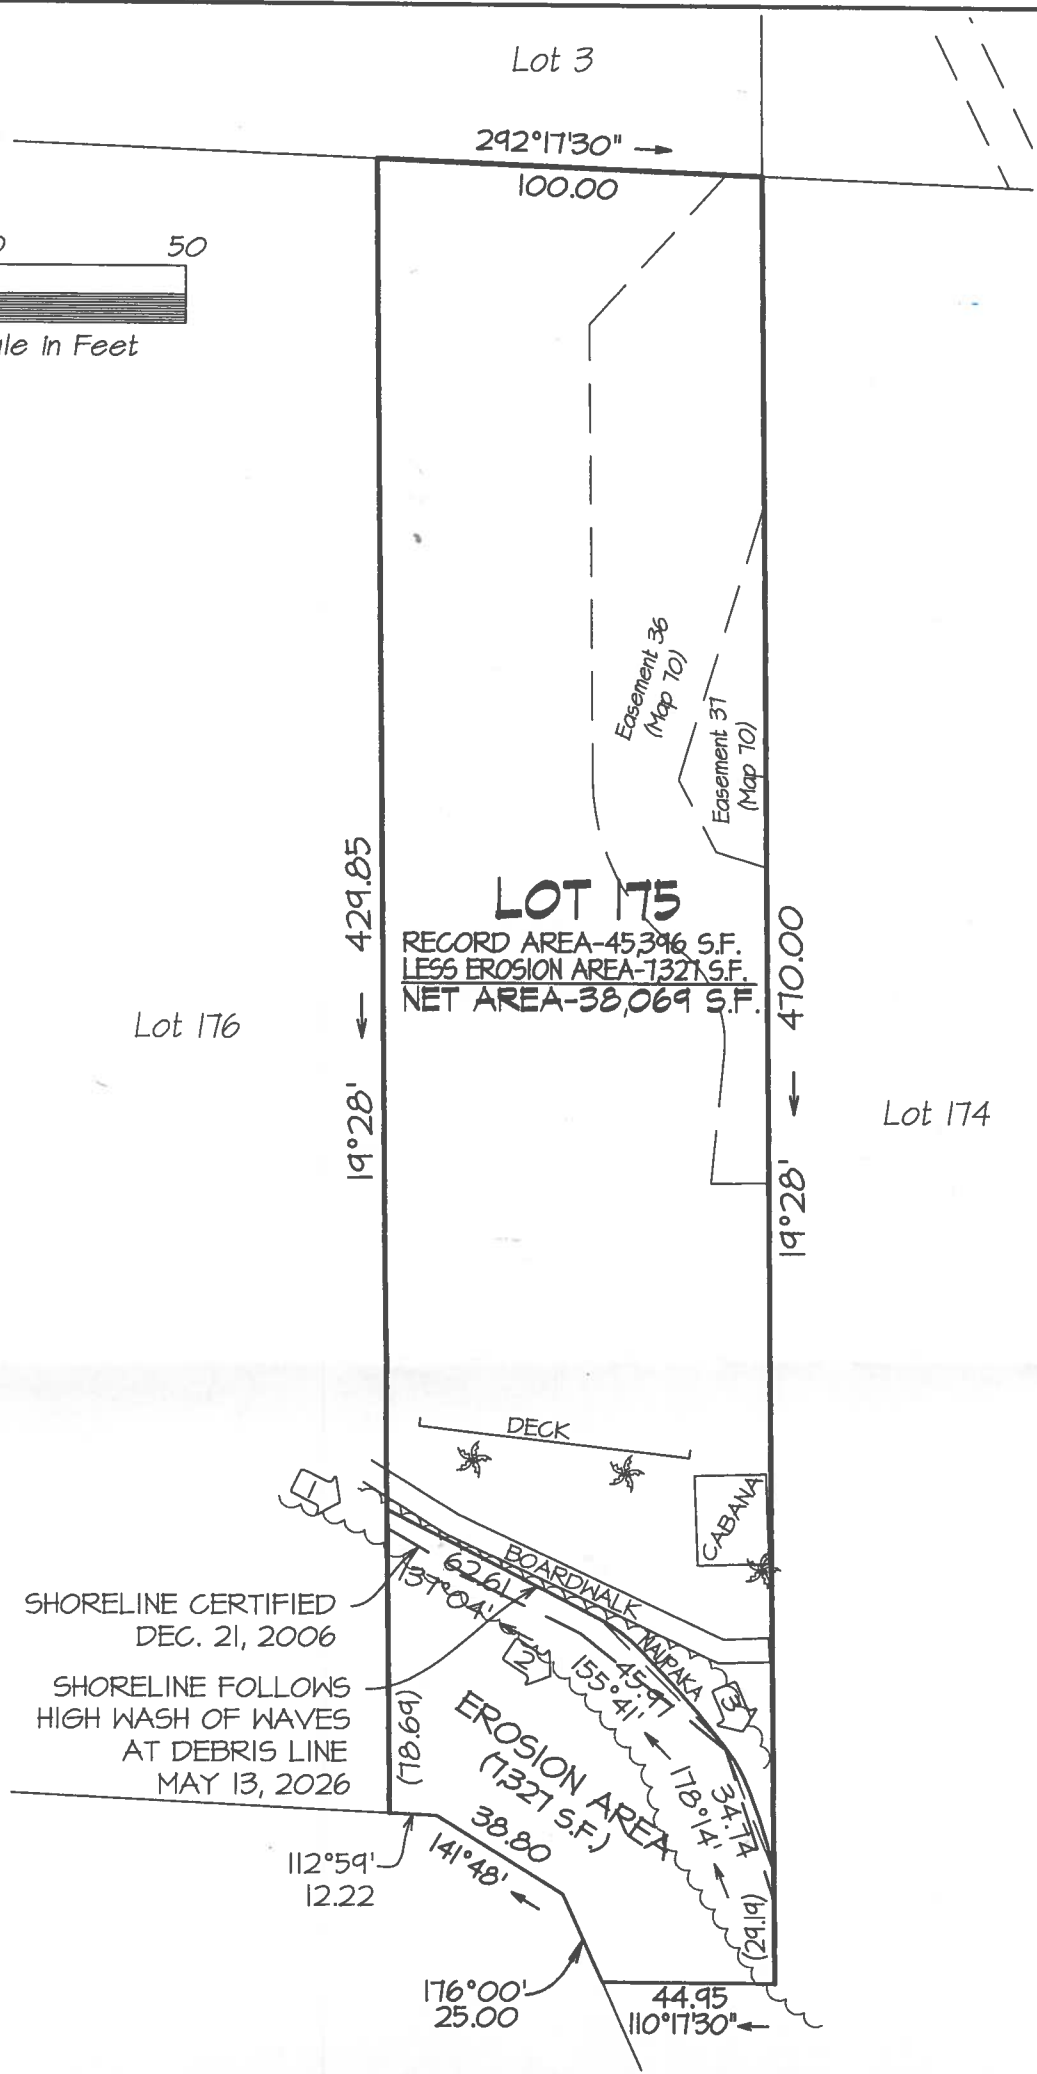 Lot 3
292°17'30"
100.00
50
in Feet
Easement 36
(Map 70)
Easement 37
(Map 70)
429.85
19°28'
LOT 175
RECORD AREA-45,396 S.F.
LESS EROSION AREA-7,327 S.F.
NET AREA-38,069 S.F.
470.00
19°28'
Lot 176
Lot 174
DECK
CABANA
BOARDWALK
NAUPAKA
1
2
3
62.61
137°04'
45.97
155°41'
34.74
178°14'
SHORELINE CERTIFIED
DEC. 21, 2006
SHORELINE FOLLOWS
HIGH WASH OF WAVES
AT DEBRIS LINE
MAY 13, 2026
(78.69)
EROSION AREA
(7,327 S.F.)
(29.19)
38.80
141°48'
112°59'
12.22
176°00'
25.00
44.95
110°17'30"